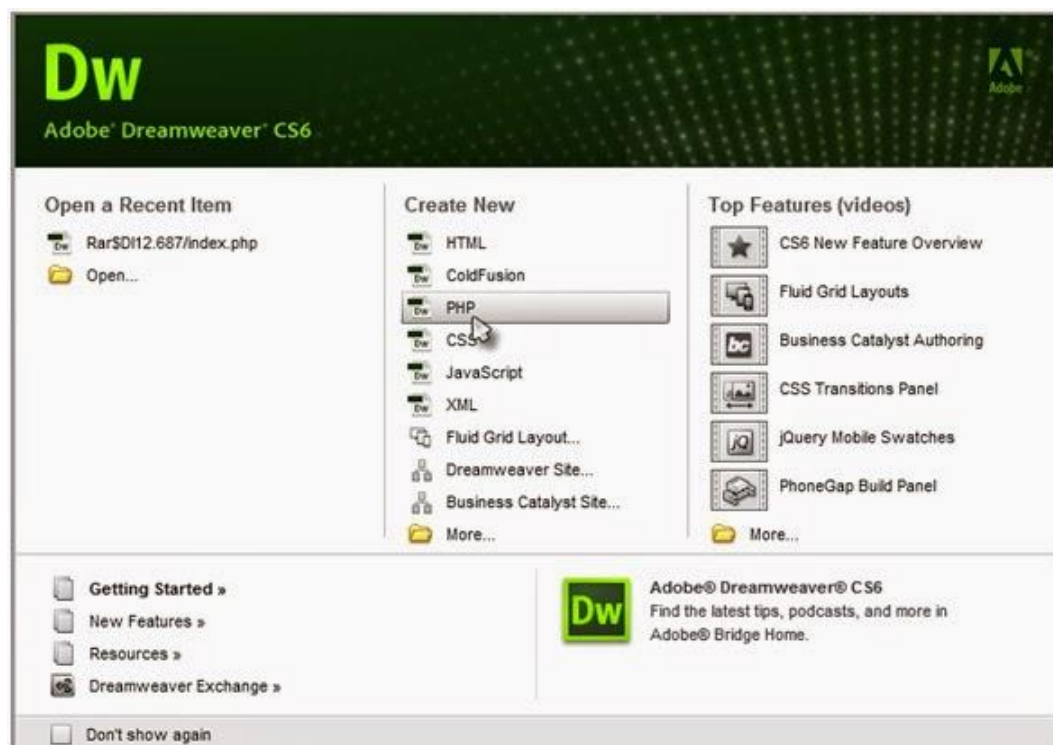 Dw
Adobe® Dreamweaver® CS6
Adobe
Open a Recent Item
Rar$DI12.687/index.php
Open...
Create New
HTML
ColdFusion
PHP
CSS
JavaScript
XML
Fluid Grid Layout...
Dreamweaver Site...
Business Catalyst Site...
More...
Top Features (videos)
CS6 New Feature Overview
Fluid Grid Layouts
bc
Business Catalyst Authoring
CSS Transitions Panel
jQ
jQuery Mobile Swatches
PhoneGap Build Panel
More...
Getting Started »
New Features »
Resources »
Dreamweaver Exchange »
Dw
Adobe® Dreamweaver® CS6
Find the latest tips, podcasts, and more in
Adobe® Bridge Home.
Don't show again